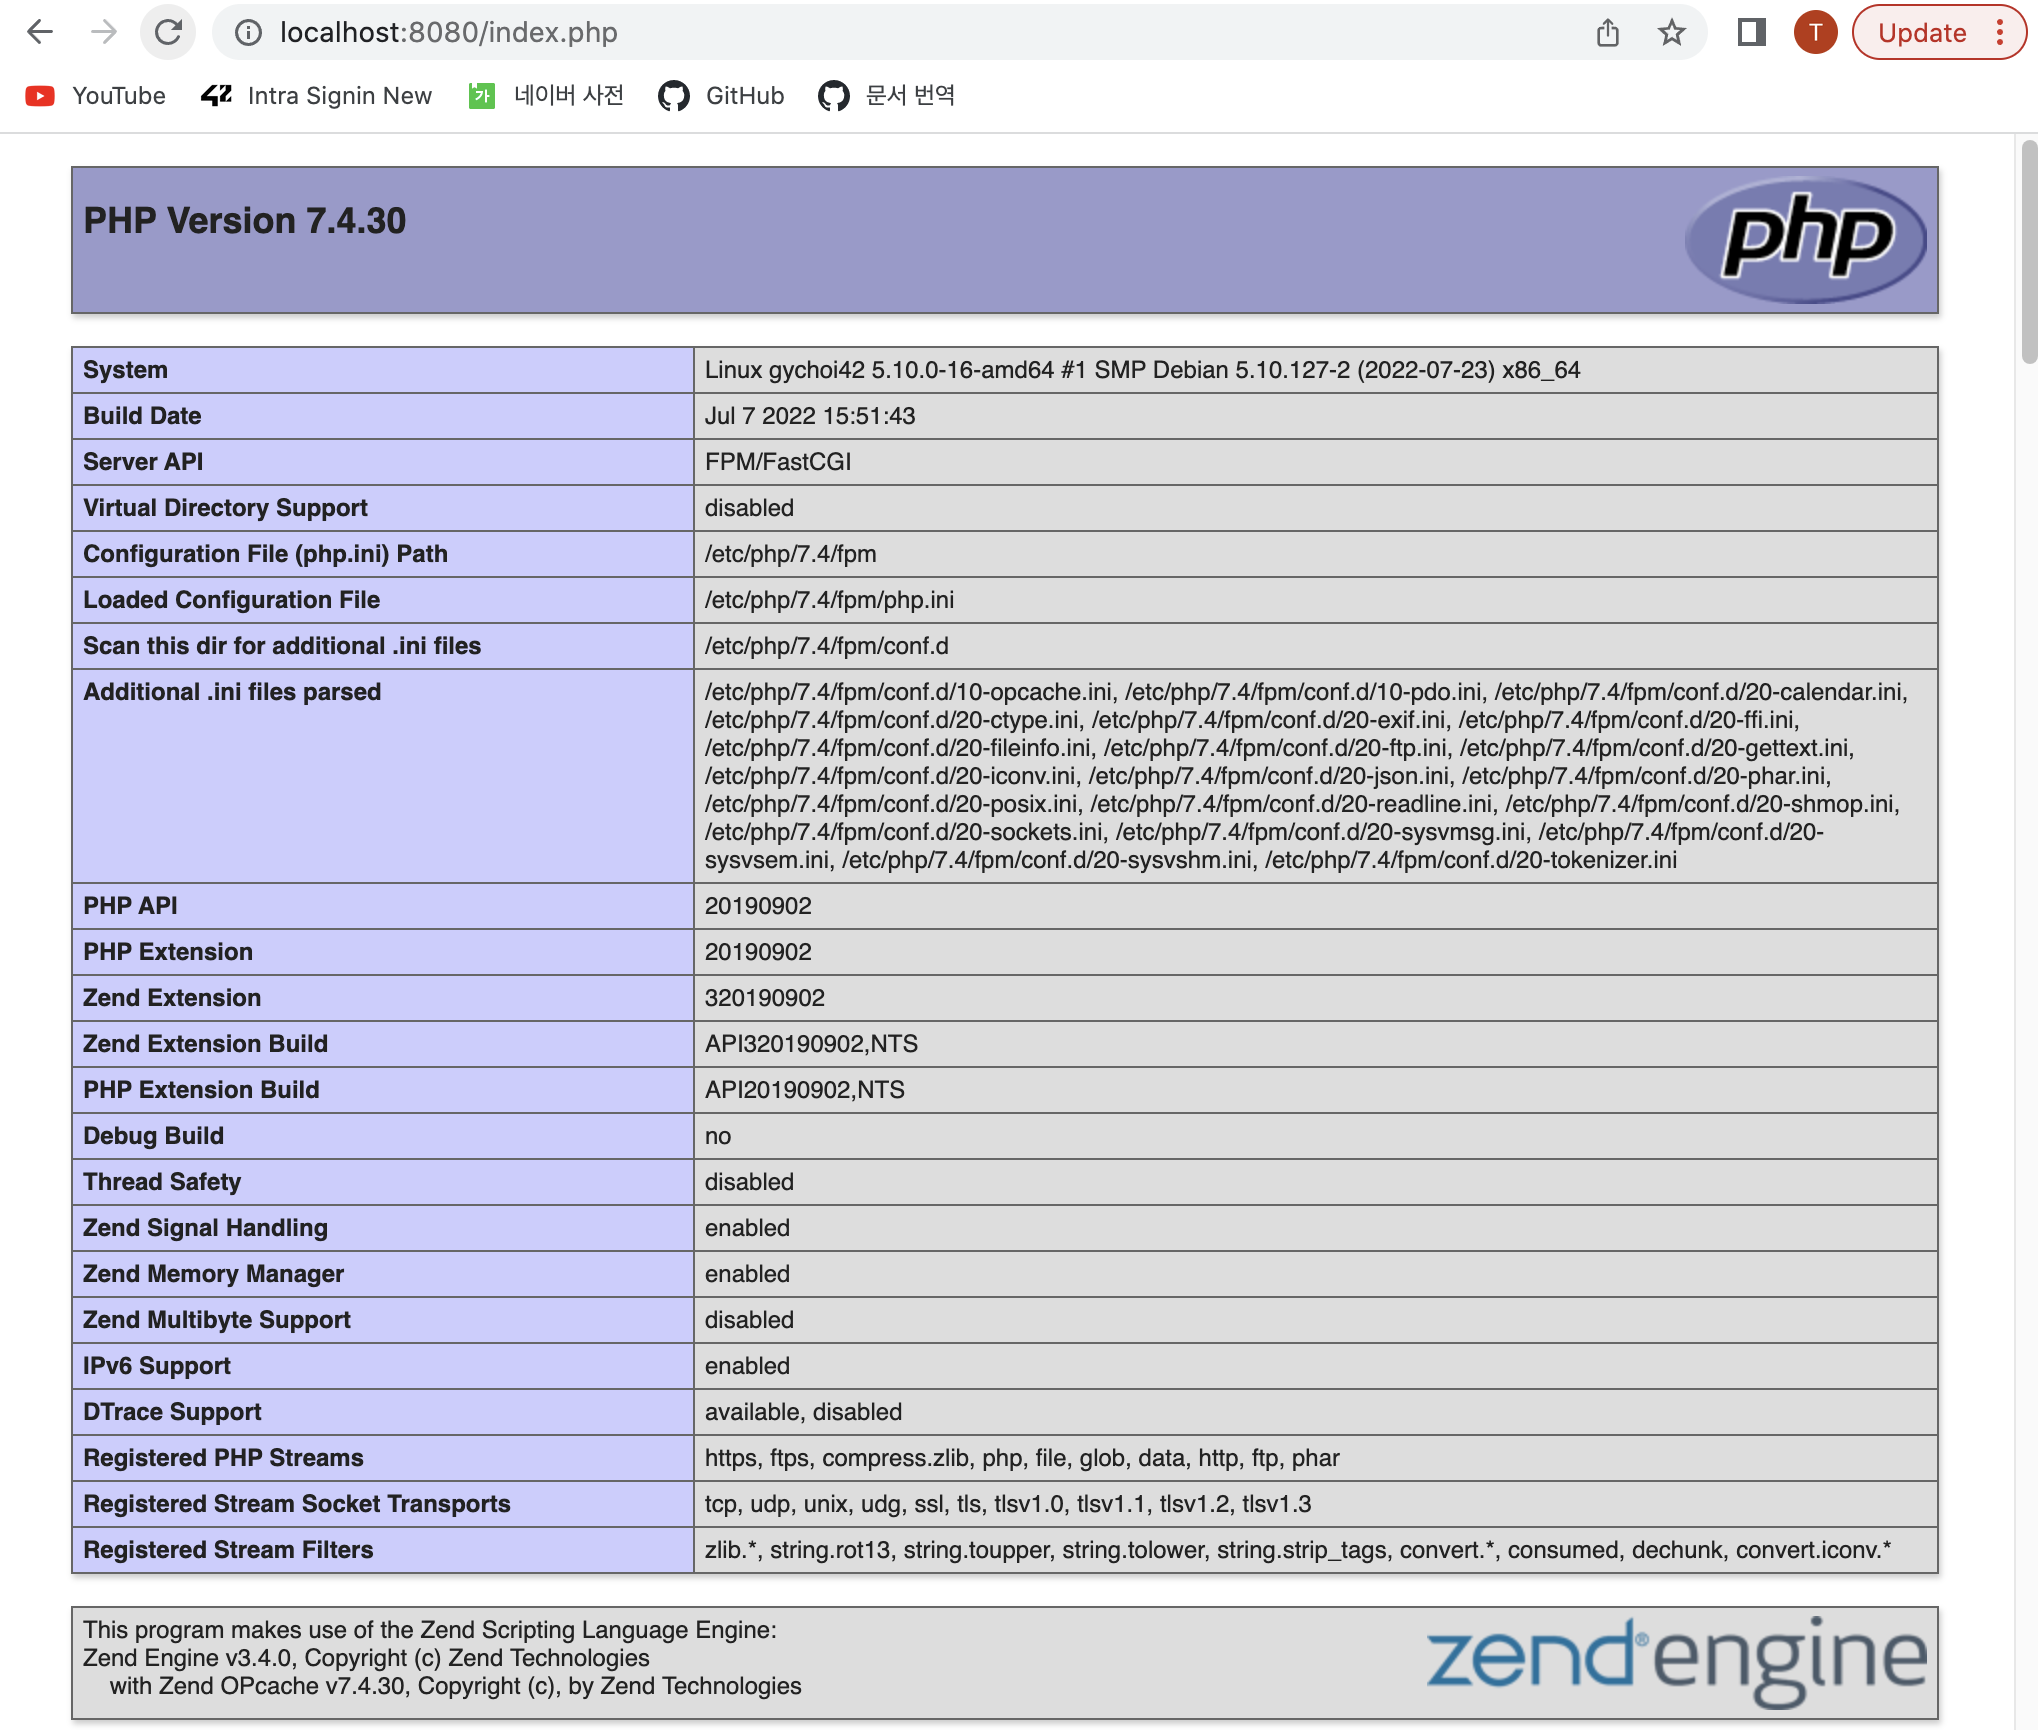 localhost:8080/index.php
T
Update
YouTube
42 Intra Signin New
가 네이버 사전
GitHub
문서 번역
PHP Version 7.4.30
php
System Linux gychoi42 5.10.0-16-amd64 #1 SMP Debian 5.10.127-2 (2022-07-23) x86_64
Build Date Jul 7 2022 15:51:43
Server API FPM/FastCGI
Virtual Directory Support disabled
Configuration File (php.ini) Path /etc/php/7.4/fpm
Loaded Configuration File /etc/php/7.4/fpm/php.ini
Scan this dir for additional .ini files /etc/php/7.4/fpm/conf.d
Additional .ini files parsed /etc/php/7.4/fpm/conf.d/10-opcache.ini, /etc/php/7.4/fpm/conf.d/10-pdo.ini, /etc/php/7.4/fpm/conf.d/20-calendar.ini,
/etc/php/7.4/fpm/conf.d/20-ctype.ini, /etc/php/7.4/fpm/conf.d/20-exif.ini, /etc/php/7.4/fpm/conf.d/20-ffi.ini,
/etc/php/7.4/fpm/conf.d/20-fileinfo.ini, /etc/php/7.4/fpm/conf.d/20-ftp.ini, /etc/php/7.4/fpm/conf.d/20-gettext.ini,
/etc/php/7.4/fpm/conf.d/20-iconv.ini, /etc/php/7.4/fpm/conf.d/20-json.ini, /etc/php/7.4/fpm/conf.d/20-phar.ini,
/etc/php/7.4/fpm/conf.d/20-posix.ini, /etc/php/7.4/fpm/conf.d/20-readline.ini, /etc/php/7.4/fpm/conf.d/20-shmop.ini,
/etc/php/7.4/fpm/conf.d/20-sockets.ini, /etc/php/7.4/fpm/conf.d/20-sysvmsg.ini, /etc/php/7.4/fpm/conf.d/20-
sysvsem.ini, /etc/php/7.4/fpm/conf.d/20-sysvshm.ini, /etc/php/7.4/fpm/conf.d/20-tokenizer.ini
PHP API 20190902
PHP Extension 20190902
Zend Extension 320190902
Zend Extension Build API320190902,NTS
PHP Extension Build API20190902,NTS
Debug Build no
Thread Safety disabled
Zend Signal Handling enabled
Zend Memory Manager enabled
Zend Multibyte Support disabled
IPv6 Support enabled
DTrace Support available, disabled
Registered PHP Streams https, ftps, compress.zlib, php, file, glob, data, http, ftp, phar
Registered Stream Socket Transports tcp, udp, unix, udg, ssl, tls, tlsv1.0, tlsv1.1, tlsv1.2, tlsv1.3
Registered Stream Filters zlib.*, string.rot13, string.toupper, string.tolower, string.strip_tags, convert.*, consumed, dechunk, convert.iconv.*
This program makes use of the Zend Scripting Language Engine:
Zend Engine v3.4.0, Copyright (c) Zend Technologies
with Zend OPcache v7.4.30, Copyright (c), by Zend Technologies
zend®engine